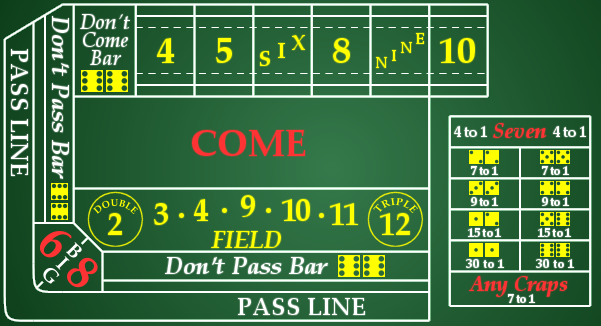 Don't
Come
Bar
4 5 SIX 8 NINE 10
PASS LINE
Don't Pass Bar
COME
DOUBLE
2
3 · 4 · 9 · 10 · 11
TRIPLE
12
FIELD
6 8
BIG
Don't Pass Bar
PASS LINE
4 to 1 Seven 4 to 1
7 to 1 7 to 1
9 to 1 9 to 1
15 to 1 15 to 1
30 to 1 30 to 1
Any Craps
7 to 1